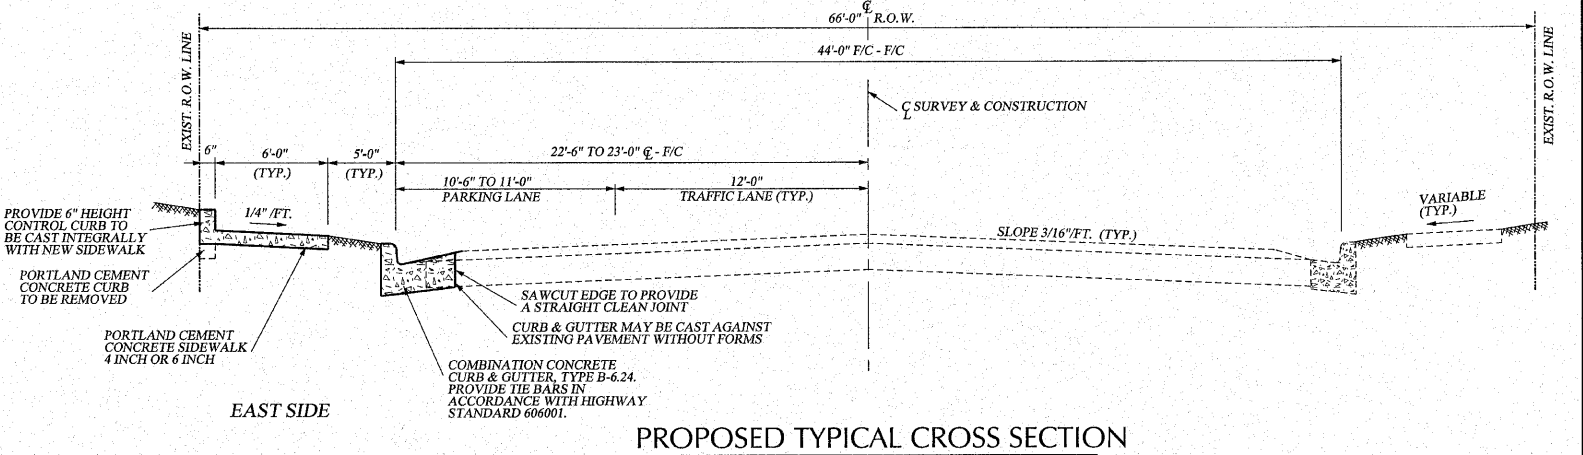 ℄
66'-0" R.O.W.
44'-0" F/C - F/C
EXIST. R.O.W. LINE
EXIST. R.O.W. LINE
℄ SURVEY & CONSTRUCTION
6"
6'-0"
(TYP.)
5'-0"
(TYP.)
22'-6" TO 23'-0" ℄ - F/C
10'-6" TO 11'-0"
PARKING LANE
12'-0"
TRAFFIC LANE (TYP.)
VARIABLE
(TYP.)
PROVIDE 6" HEIGHT
CONTROL CURB TO
BE CAST INTEGRALLY
WITH NEW SIDEWALK
1/4" /FT.
SLOPE 3/16"/FT. (TYP.)
PORTLAND CEMENT
CONCRETE CURB
TO BE REMOVED
SAWCUT EDGE TO PROVIDE
A STRAIGHT CLEAN JOINT
CURB & GUTTER MAY BE CAST AGAINST
EXISTING PAVEMENT WITHOUT FORMS
PORTLAND CEMENT
CONCRETE SIDEWALK
4 INCH OR 6 INCH
COMBINATION CONCRETE
CURB & GUTTER, TYPE B-6.24.
PROVIDE TIE BARS IN
ACCORDANCE WITH HIGHWAY
STANDARD 606001.
EAST SIDE
PROPOSED TYPICAL CROSS SECTION